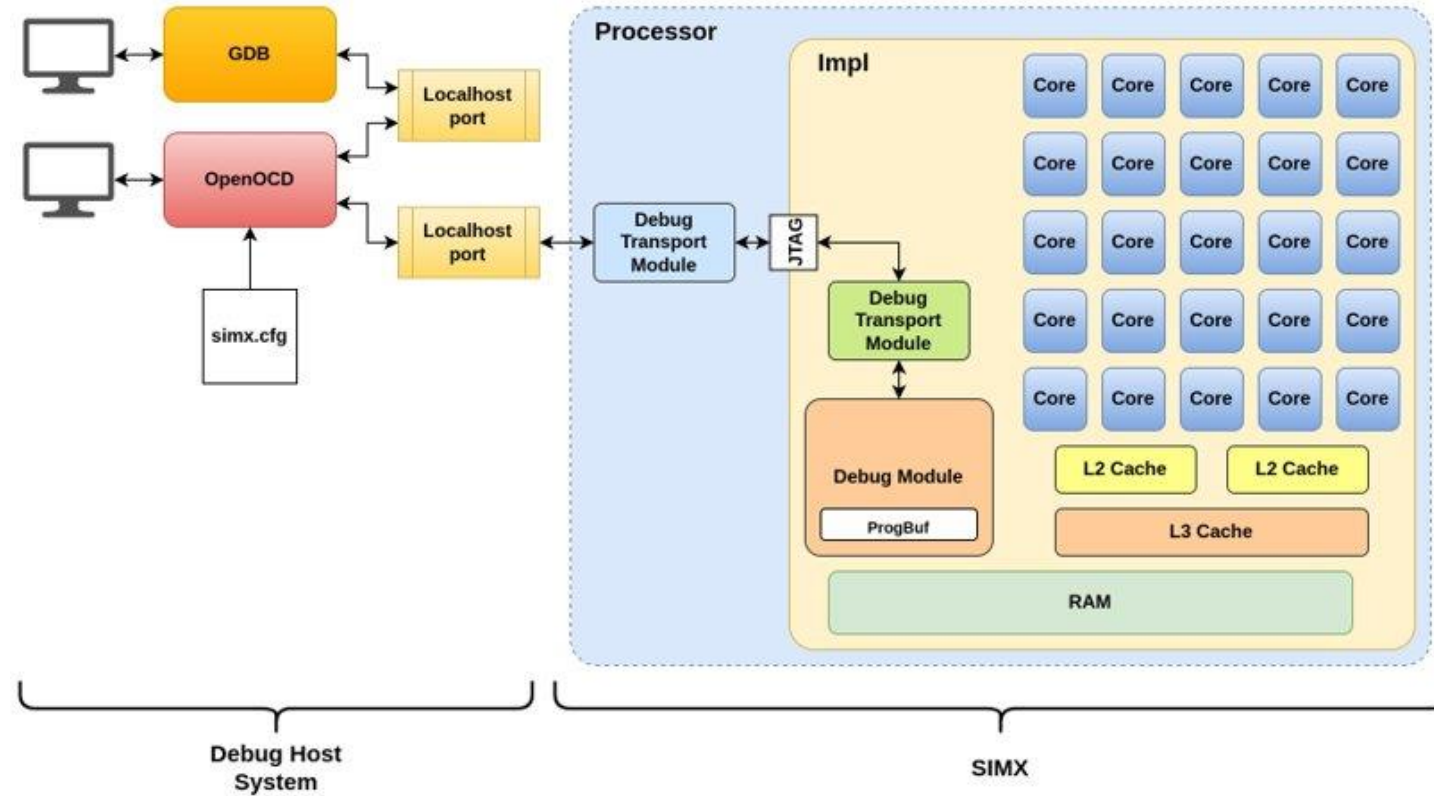 GDB
Localhost
port
OpenOCD
Localhost
port
simx.cfg
Debug Host
System
Processor
Debug
Transport
Module
JTAG
Impl
Debug
Transport
Module
Debug Module
ProgBuf
Core Core Core Core Core
Core Core Core Core Core
Core Core Core Core Core
Core Core Core Core Core
Core Core Core Core Core
L2 Cache L2 Cache
L3 Cache
RAM
SIMX